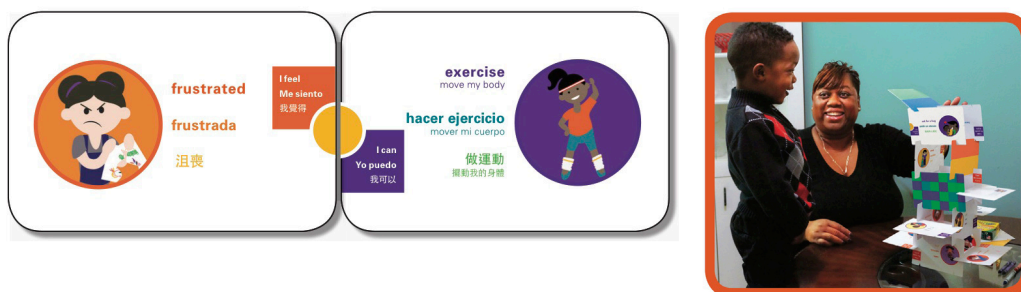 frustrated
frustrada
沮喪
I feel
Me siento
我覺得
I can
Yo puedo
我可以
exercise
move my body
hacer ejercicio
mover mi cuerpo
做運動
擺動我的身體